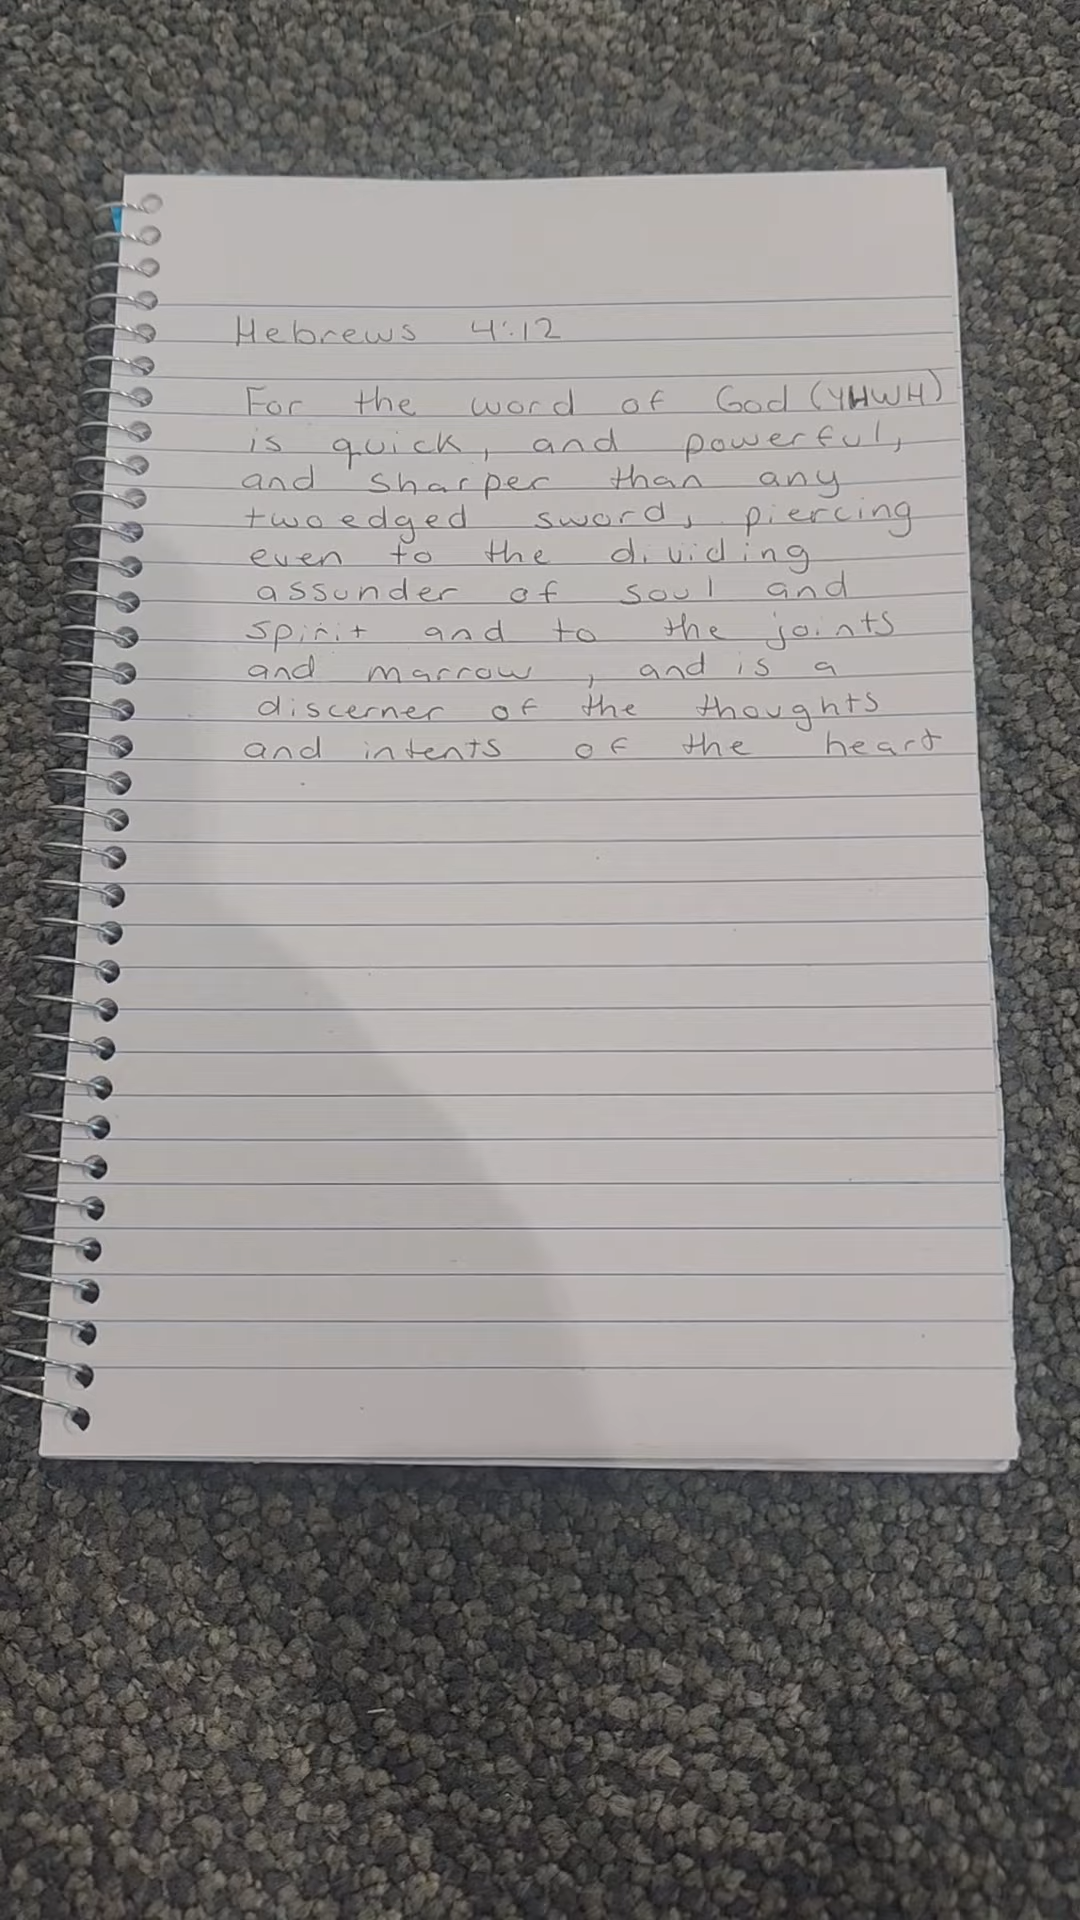 Hebrews 4:12
For the word of God (YHWH)
is quick, and powerful,
and sharper than any
twoedged sword, piercing
even to the dividing
assunder of soul and
spirit and to the joints
and marrow, and is a
discerner of the thoughts
and intents of the heart